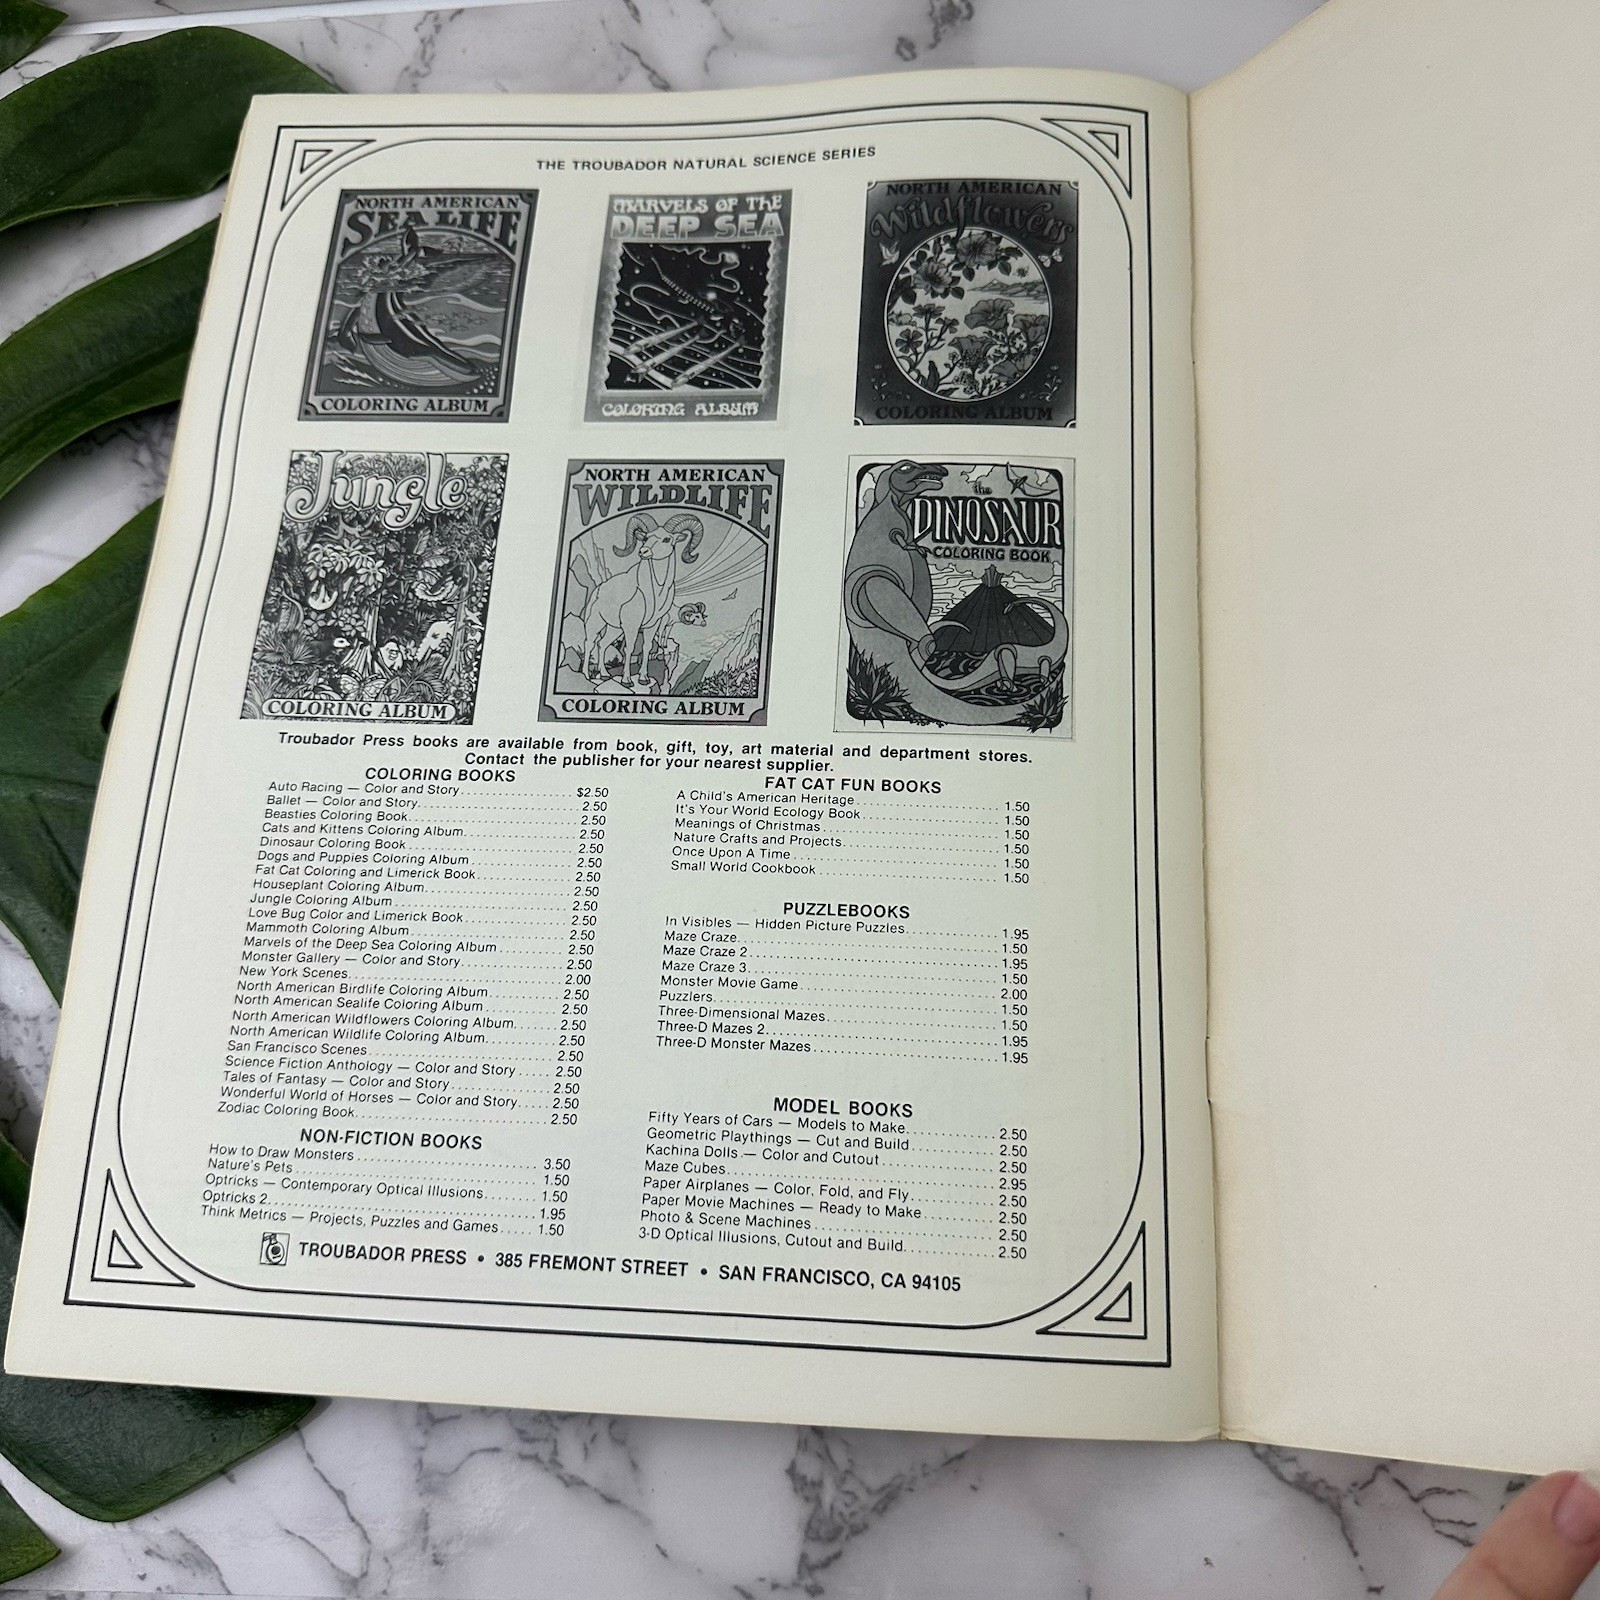 THE TROUBADOR NATURAL SCIENCE SERIES
NORTH AMERICAN
SEA LIFE
COLORING ALBUM
MARVELS OF THE
DEEP SEA
COLORING ALBUM
NORTH AMERICAN
Wildflowers
COLORING ALBUM
Jungle
COLORING ALBUM
NORTH AMERICAN
WILDLIFE
COLORING ALBUM
the
DINOSAUR
COLORING BOOK
Troubador Press books are available from book, gift, toy, art material and department stores.
Contact the publisher for your nearest supplier.
COLORING BOOKS
Auto Racing — Color and Story $2.50
Ballet — Color and Story 2.50
Beasties Coloring Book 2.50
Cats and Kittens Coloring Album 2.50
Dinosaur Coloring Book 2.50
Dogs and Puppies Coloring Album 2.50
Fat Cat Coloring and Limerick Book 2.50
Houseplant Coloring Album 2.50
Jungle Coloring Album 2.50
Love Bug Color and Limerick Book 2.50
Mammoth Coloring Album 2.50
Marvels of the Deep Sea Coloring Album 2.50
Monster Gallery — Color and Story 2.50
New York Scenes 2.00
North American Birdlife Coloring Album 2.50
North American Sealife Coloring Album 2.50
North American Wildflowers Coloring Album 2.50
North American Wildlife Coloring Album 2.50
San Francisco Scenes 2.50
Science Fiction Anthology — Color and Story 2.50
Tales of Fantasy — Color and Story 2.50
Wonderful World of Horses — Color and Story 2.50
Zodiac Coloring Book 2.50
NON-FICTION BOOKS
How to Draw Monsters 3.50
Nature's Pets 1.50
Optricks — Contemporary Optical Illusions 1.50
Optricks 2 1.95
Think Metrics — Projects, Puzzles and Games 1.50
FAT CAT FUN BOOKS
A Child's American Heritage 1.50
It's Your World Ecology Book 1.50
Meanings of Christmas 1.50
Nature Crafts and Projects 1.50
Once Upon A Time 1.50
Small World Cookbook 1.50
PUZZLEBOOKS
In Visibles — Hidden Picture Puzzles 1.95
Maze Craze 1.50
Maze Craze 2 1.95
Maze Craze 3 1.50
Monster Movie Game 2.00
Puzzlers 1.50
Three-Dimensional Mazes 1.50
Three-D Mazes 2 1.95
Three-D Monster Mazes 1.95
MODEL BOOKS
Fifty Years of Cars — Models to Make 2.50
Geometric Playthings — Cut and Build 2.50
Kachina Dolls — Color and Cutout 2.50
Maze Cubes 2.95
Paper Airplanes — Color, Fold, and Fly 2.50
Paper Movie Machines — Ready to Make 2.50
Photo & Scene Machines 2.50
3-D Optical Illusions, Cutout and Build 2.50
TROUBADOR PRESS • 385 FREMONT STREET • SAN FRANCISCO, CA 94105